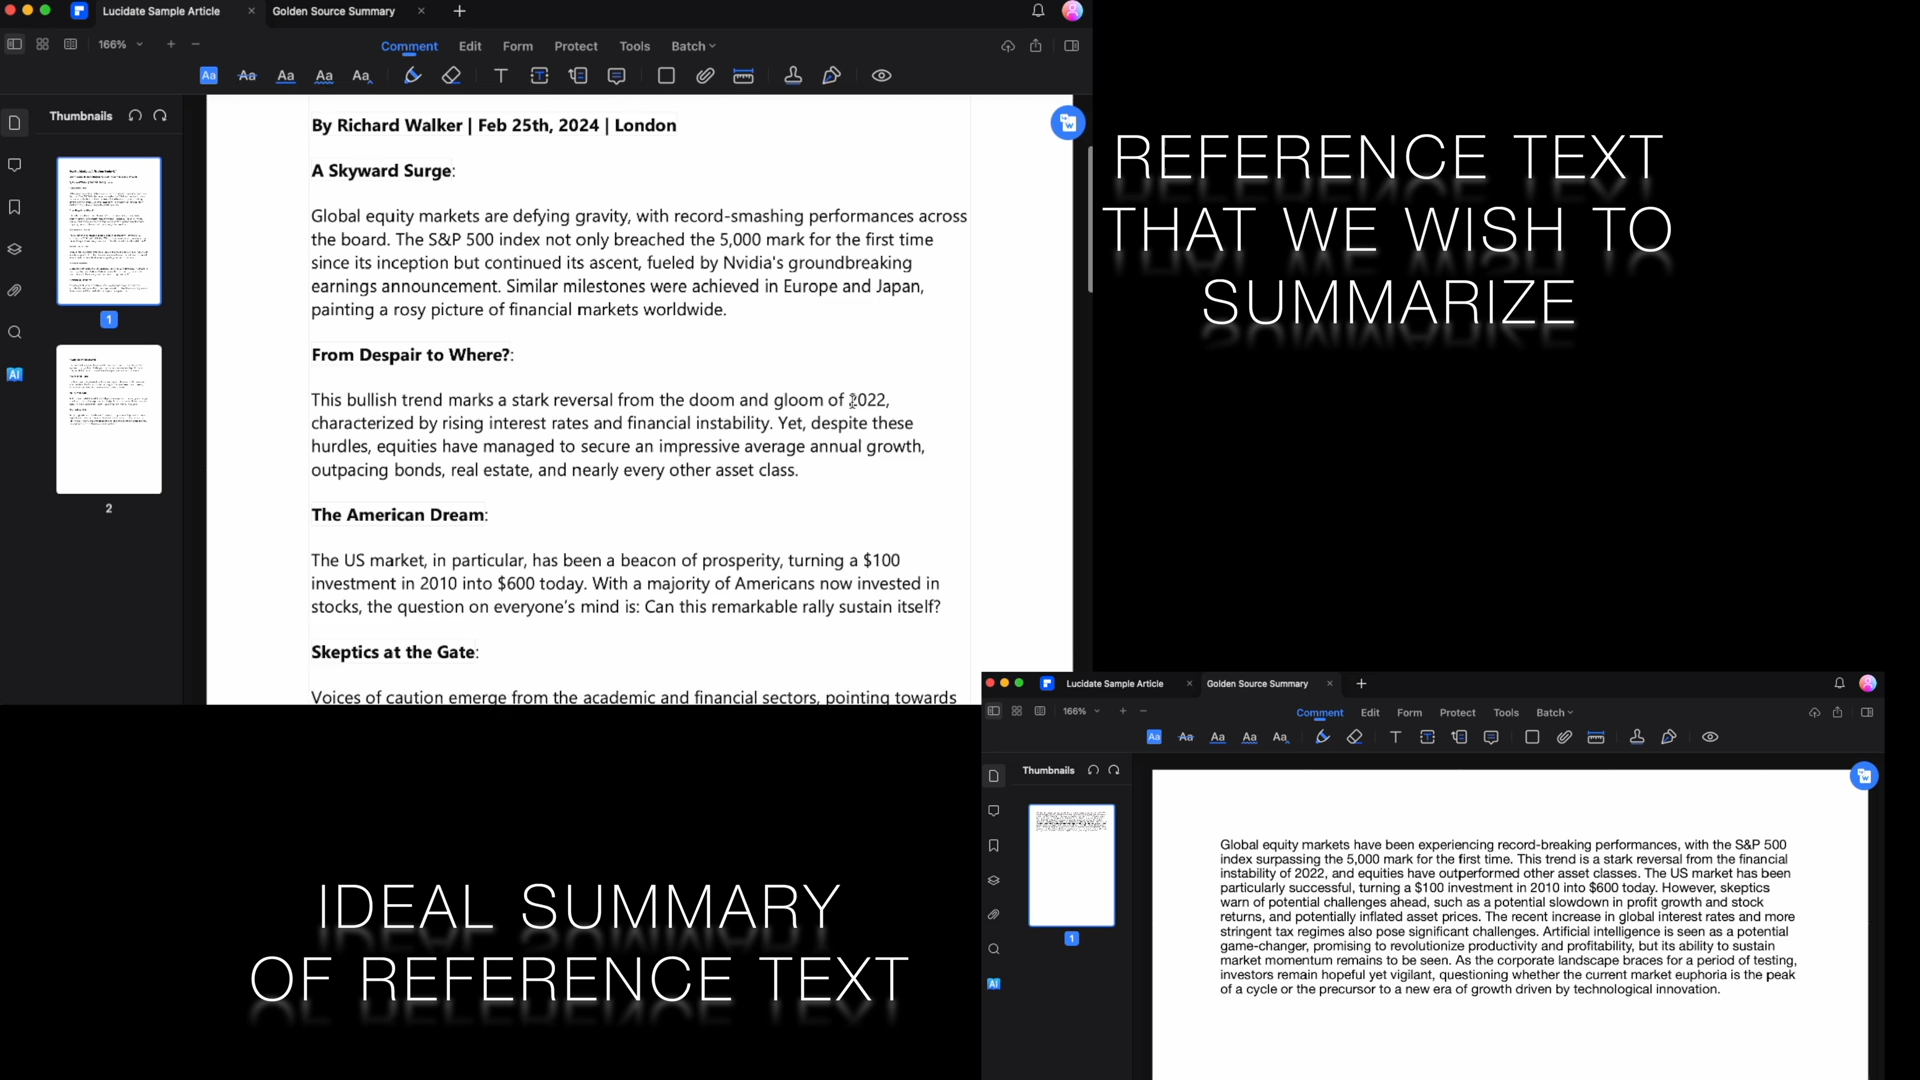 Lucidate Sample Article
Golden Source Summary
166%
Comment
Edit
Form
Protect
Tools
Batch
Aa Aa Aa Aa Aa
Thumbnails
1
2
AI
By Richard Walker | Feb 25th, 2024 | London
A Skyward Surge:
Global equity markets are defying gravity, with record-smashing performances across
the board. The S&P 500 index not only breached the 5,000 mark for the first time
since its inception but continued its ascent, fueled by Nvidia's groundbreaking
earnings announcement. Similar milestones were achieved in Europe and Japan,
painting a rosy picture of financial markets worldwide.
From Despair to Where?:
This bullish trend marks a stark reversal from the doom and gloom of 2022,
characterized by rising interest rates and financial instability. Yet, despite these
hurdles, equities have managed to secure an impressive average annual growth,
outpacing bonds, real estate, and nearly every other asset class.
The American Dream:
The US market, in particular, has been a beacon of prosperity, turning a $100
investment in 2010 into $600 today. With a majority of Americans now invested in
stocks, the question on everyone's mind is: Can this remarkable rally sustain itself?
Skeptics at the Gate:
Voices of caution emerge from the academic and financial sectors, pointing towards
REFERENCE TEXT
THAT WE WISH TO
SUMMARIZE
IDEAL SUMMARY
OF REFERENCE TEXT
Lucidate Sample Article
Golden Source Summary
166%
Comment
Edit
Form
Protect
Tools
Batch
Aa Aa Aa Aa Aa
Thumbnails
1
AI
Global equity markets have been experiencing record-breaking performances, with the S&P 500
index surpassing the 5,000 mark for the first time. This trend is a stark reversal from the financial
instability of 2022, and equities have outperformed other asset classes. The US market has been
particularly successful, turning a $100 investment in 2010 into $600 today. However, skeptics
warn of potential challenges ahead, such as a potential slowdown in profit growth and stock
returns, and potentially inflated asset prices. The recent increase in global interest rates and more
stringent tax regimes also pose significant challenges. Artificial intelligence is seen as a potential
game-changer, promising to revolutionize productivity and profitability, but its ability to sustain
market momentum remains to be seen. As the corporate landscape braces for a period of testing,
investors remain hopeful yet vigilant, questioning whether the current market euphoria is the peak
of a cycle or the precursor to a new era of growth driven by technological innovation.